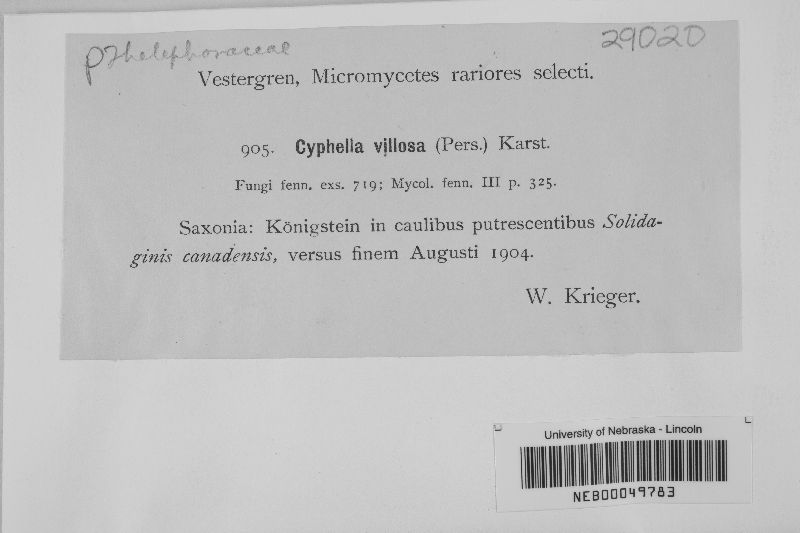 pThelephoraceae
29020
Vestergren, Micromycetes rariores selecti.
905. Cyphella villosa (Pers.) Karst.
Fungi fenn. exs. 719; Mycol. fenn. III p. 325.
Saxonia: Königstein in caulibus putrescentibus Solida-
ginis canadensis, versus finem Augusti 1904.
W. Krieger.
University of Nebraska - Lincoln
NEB00049783